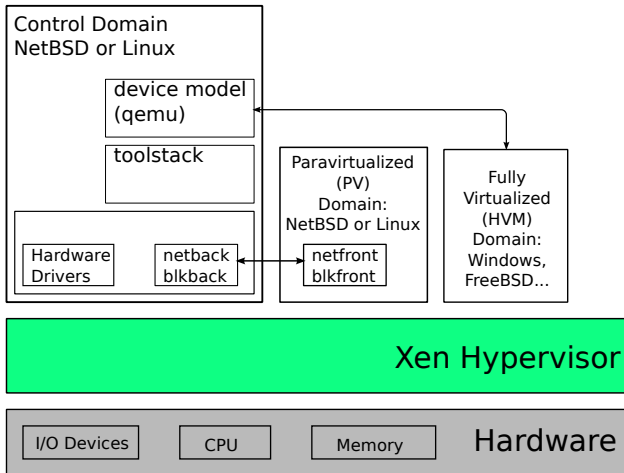 Control Domain
NetBSD or Linux
device model
(qemu)
toolstack
Hardware
Drivers
netback
blkback
Paravirtualized
(PV)
Domain:
NetBSD or Linux
netfront
blkfront
Fully
Virtualized
(HVM)
Domain:
Windows,
FreeBSD...
Xen Hypervisor
I/O Devices
CPU
Memory
Hardware